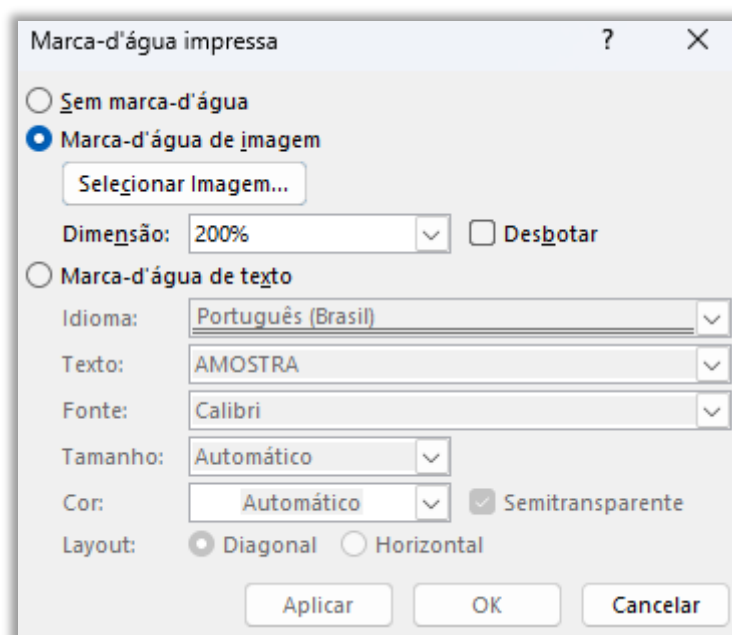 Marca-d'água impressa ? ×
Sem marca-d'água
Marca-d'água de imagem
Selecionar Imagem...
Dimensão: 200% Desbotar
Marca-d'água de texto
Idioma: Português (Brasil)
Texto: AMOSTRA
Fonte: Calibri
Tamanho: Automático
Cor: Automático Semitransparente
Layout: Diagonal Horizontal
Aplicar OK Cancelar